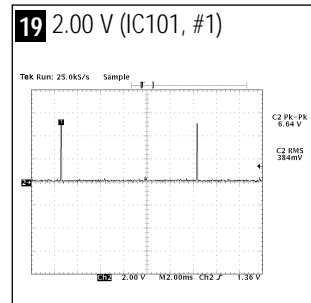 19 2.00 V (IC101, #1)
Tek Run: 25.0kS/s Sample
T
C2 Pk-Pk
6.64 V
C2 RMS
384mV
2
Ch2 2.00 V M2.00ms Ch2 ƒ 1.36 V